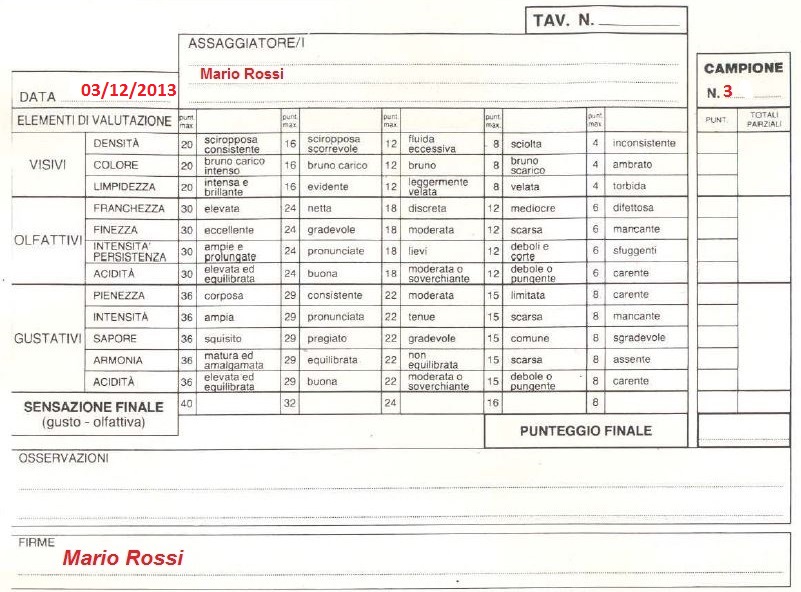 TAV. N.
ASSAGGIATORE/I
Mario Rossi
DATA 03/12/2013
CAMPIONE
N. 3
ELEMENTI DI VALUTAZIONE punt. max. punt. max. punt. max. punt. max. punt. max. PUNT. TOTALI PAIRZIALI
VISIVI
DENSITÀ 20 sciropposa consistente 16 sciropposa scorrevole 12 fluida eccessiva 8 sciolta 4 inconsistente
COLORE 20 bruno carico intenso 16 bruno carico 12 bruno 8 bruno scarico 4 ambrato
LIMPIDEZZA 20 intensa e brillante 16 evidente 12 leggermente velata 8 velata 4 torbida
OLFATTIVI
FRANCHEZZA 30 elevata 24 netta 18 discreta 12 mediocre 6 difettosa
FINEZZA 30 eccellente 24 gradevole 18 moderata 12 scarsa 6 mancante
INTENSITA' PERSISTENZA 30 ampie e prolungate 24 pronunciate 18 lievi 12 deboli e corte 6 sfuggenti
ACIDITÀ 30 elevata ed equilibrata 24 buona 18 moderata o soverchiante 12 debole o pungente 6 carente
GUSTATIVI
PIENEZZA 36 corposa 29 consistente 22 moderata 15 limitata 8 carente
INTENSITÀ 36 ampia 29 pronunciata 22 tenue 15 scarsa 8 mancante
SAPORE 36 squisito 29 pregiato 22 gradevole 15 comune 8 sgradevole
ARMONIA 36 matura ed amalgamata 29 equilibrata 22 non equilibrata 15 scarsa 8 assente
ACIDITÀ 36 elevata ed equilibrata 29 buona 22 moderata o soverchiante 15 debole o pungente 8 carente
SENSAZIONE FINALE 40 32 24 16 8
(gusto - olfattiva)
PUNTEGGIO FINALE
OSSERVAZIONI
FIRME
Mario Rossi